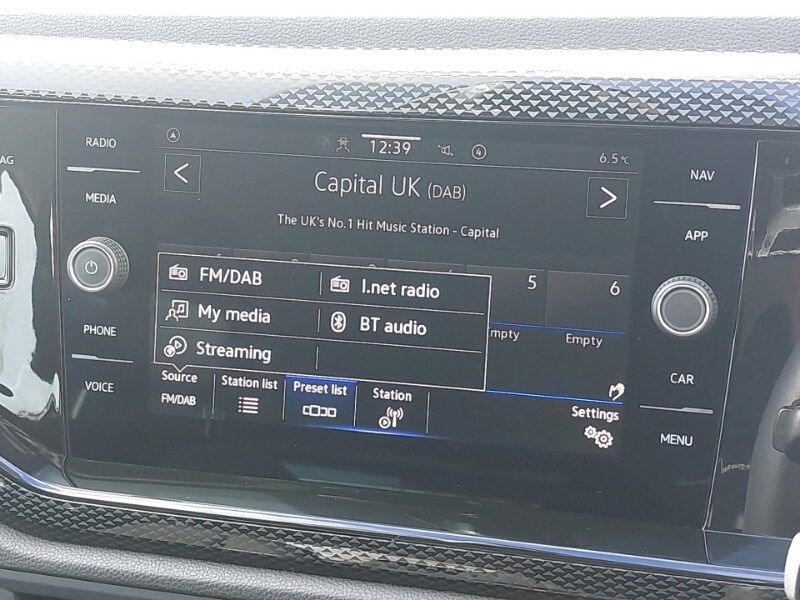 AG
RADIO
MEDIA
PHONE
VOICE
12:39
4
6.5°C
<
Capital UK (DAB)
>
The UK's No.1 Hit Music Station - Capital
FM/DAB
I.net radio
My media
BT audio
Streaming
5
6
mpty
Empty
Source
FM/DAB
Station list
Preset list
Station
Settings
NAV
APP
CAR
MENU